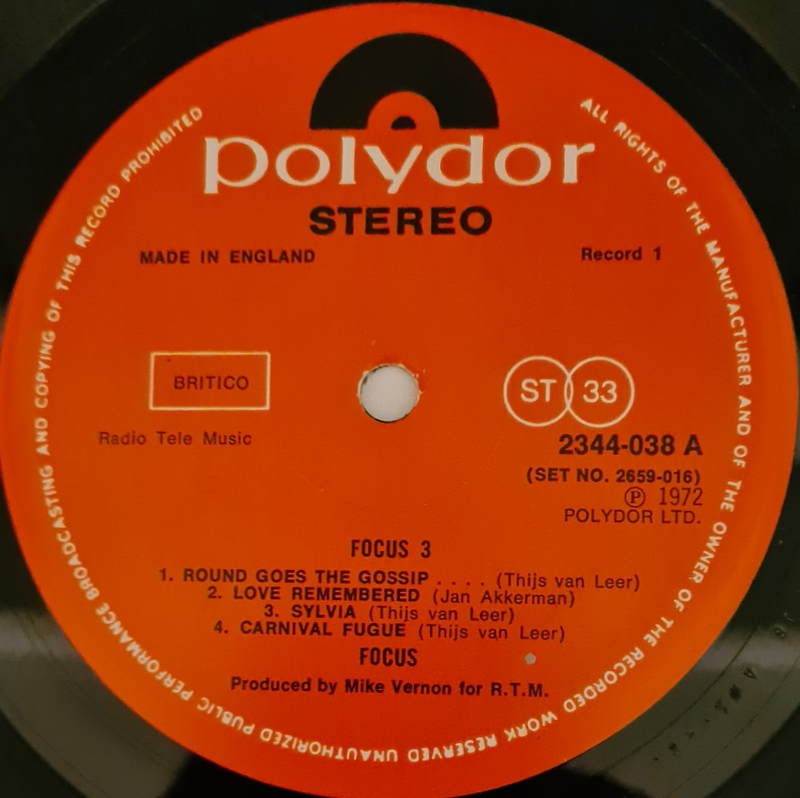 polydor
STEREO
MADE IN ENGLAND
Record 1
BRITICO
ST 33
Radio Tele Music
2344-038 A
(SET NO. 2659-016)
Ⓟ 1972
POLYDOR LTD.
FOCUS 3
1. ROUND GOES THE GOSSIP . . . . (Thijs van Leer)
2. LOVE REMEMBERED (Jan Akkerman)
3. SYLVIA (Thijs van Leer)
4. CARNIVAL FUGUE (Thijs van Leer)
FOCUS
Produced by Mike Vernon for R.T.M.
ALL RIGHTS OF THE MANUFACTURER AND OF THE OWNER OF THE RECORDED WORK RESERVED UNAUTHORIZED PUBLIC PERFORMANCE BROADCASTING AND COPYING OF THIS RECORD PROHIBITED